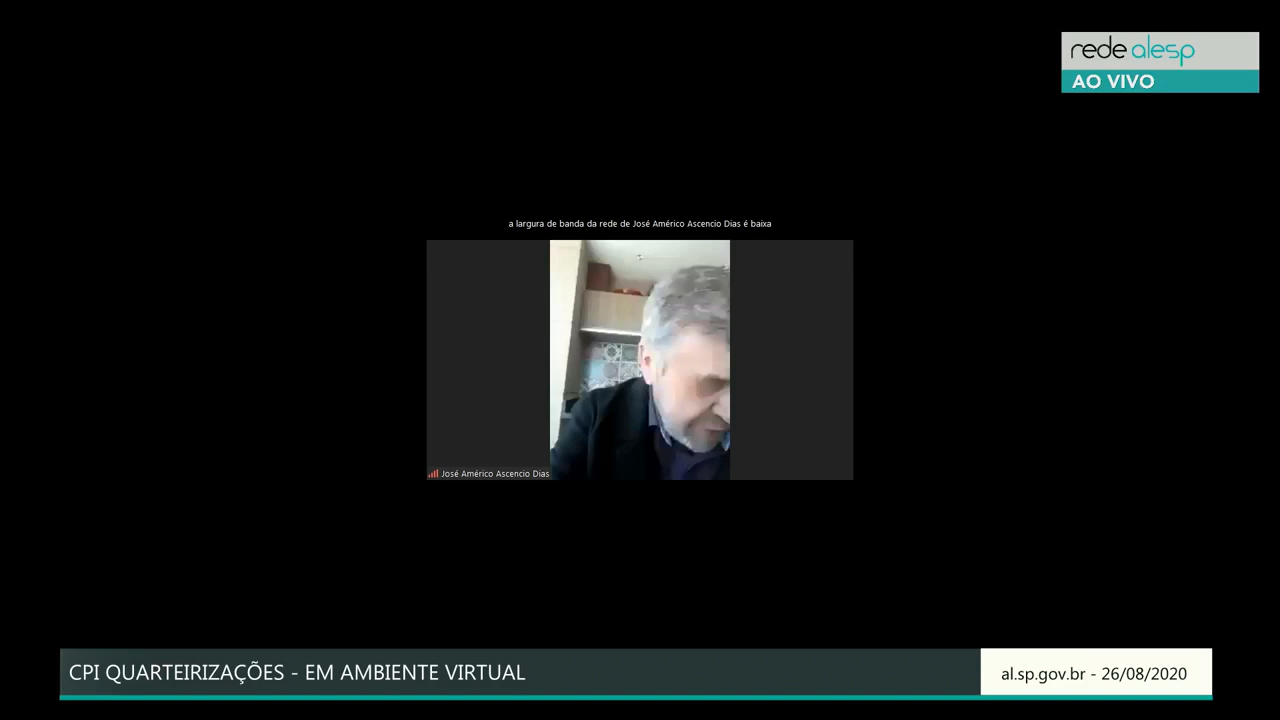 rede alesp
AO VIVO
a largura de banda da rede de José Américo Ascencio Dias é baixa
José Américo Ascencio Dias
CPI QUARTEIRIZAÇÕES - EM AMBIENTE VIRTUAL
al.sp.gov.br - 26/08/2020